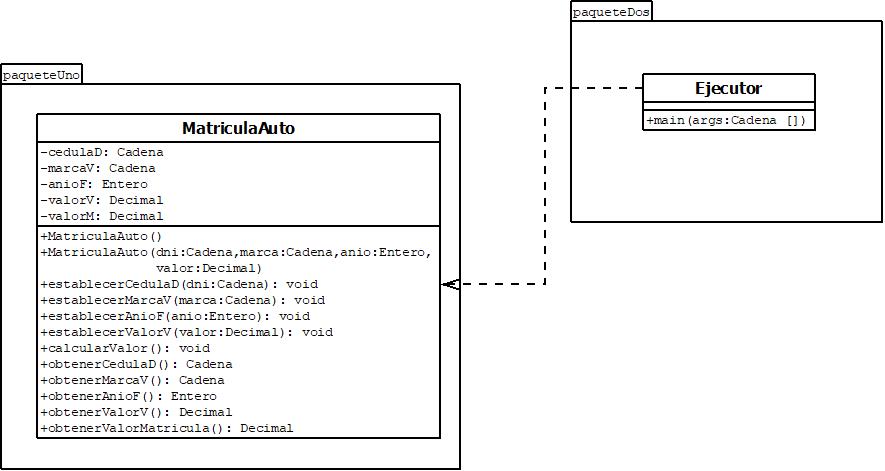 paqueteUno
MatriculaAuto
-cedulaD: Cadena
-marcaV: Cadena
-anioF: Entero
-valorV: Decimal
-valorM: Decimal
+MatriculaAuto()
+MatriculaAuto(dni:Cadena,marca:Cadena,anio:Entero,
valor:Decimal)
+establecerCedulaD(dni:Cadena): void
+establecerMarcaV(marca:Cadena): void
+establecerAnioF(anio:Entero): void
+establecerValorV(valor:Decimal): void
+calcularValor(): void
+obtenerCedulaD(): Cadena
+obtenerMarcaV(): Cadena
+obtenerAnioF(): Entero
+obtenerValorV(): Decimal
+obtenerValorMatricula(): Decimal
paqueteDos
Ejecutor
+main(args:Cadena [])